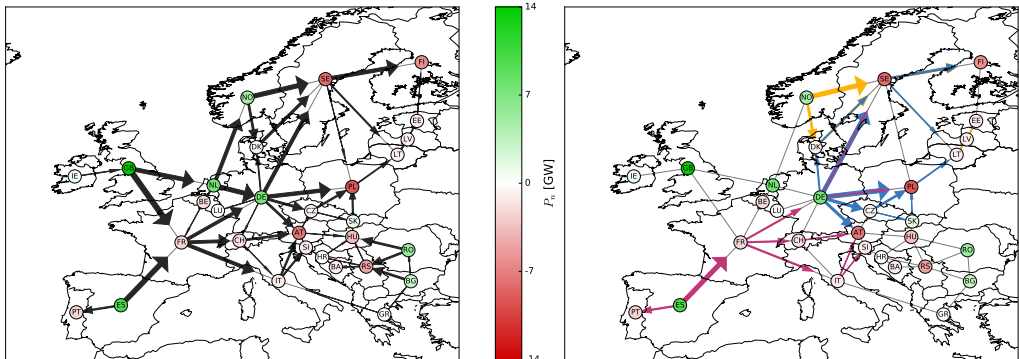 FI
SE
NO
EE
DK
LV
LT
IE
GB
NL
PL
BE
DE
LU
CZ
SK
FR
CH
AT
HU
SI
RO
HR
BA
RS
IT
BG
ES
PT
GR
14
7
0
-7
-14
P_n [GW]
FI
SE
NO
EE
DK
LV
LT
IE
GB
NL
PL
BE
DE
LU
CZ
SK
FR
CH
AT
HU
SI
RO
HR
BA
RS
IT
BG
ES
PT
GR